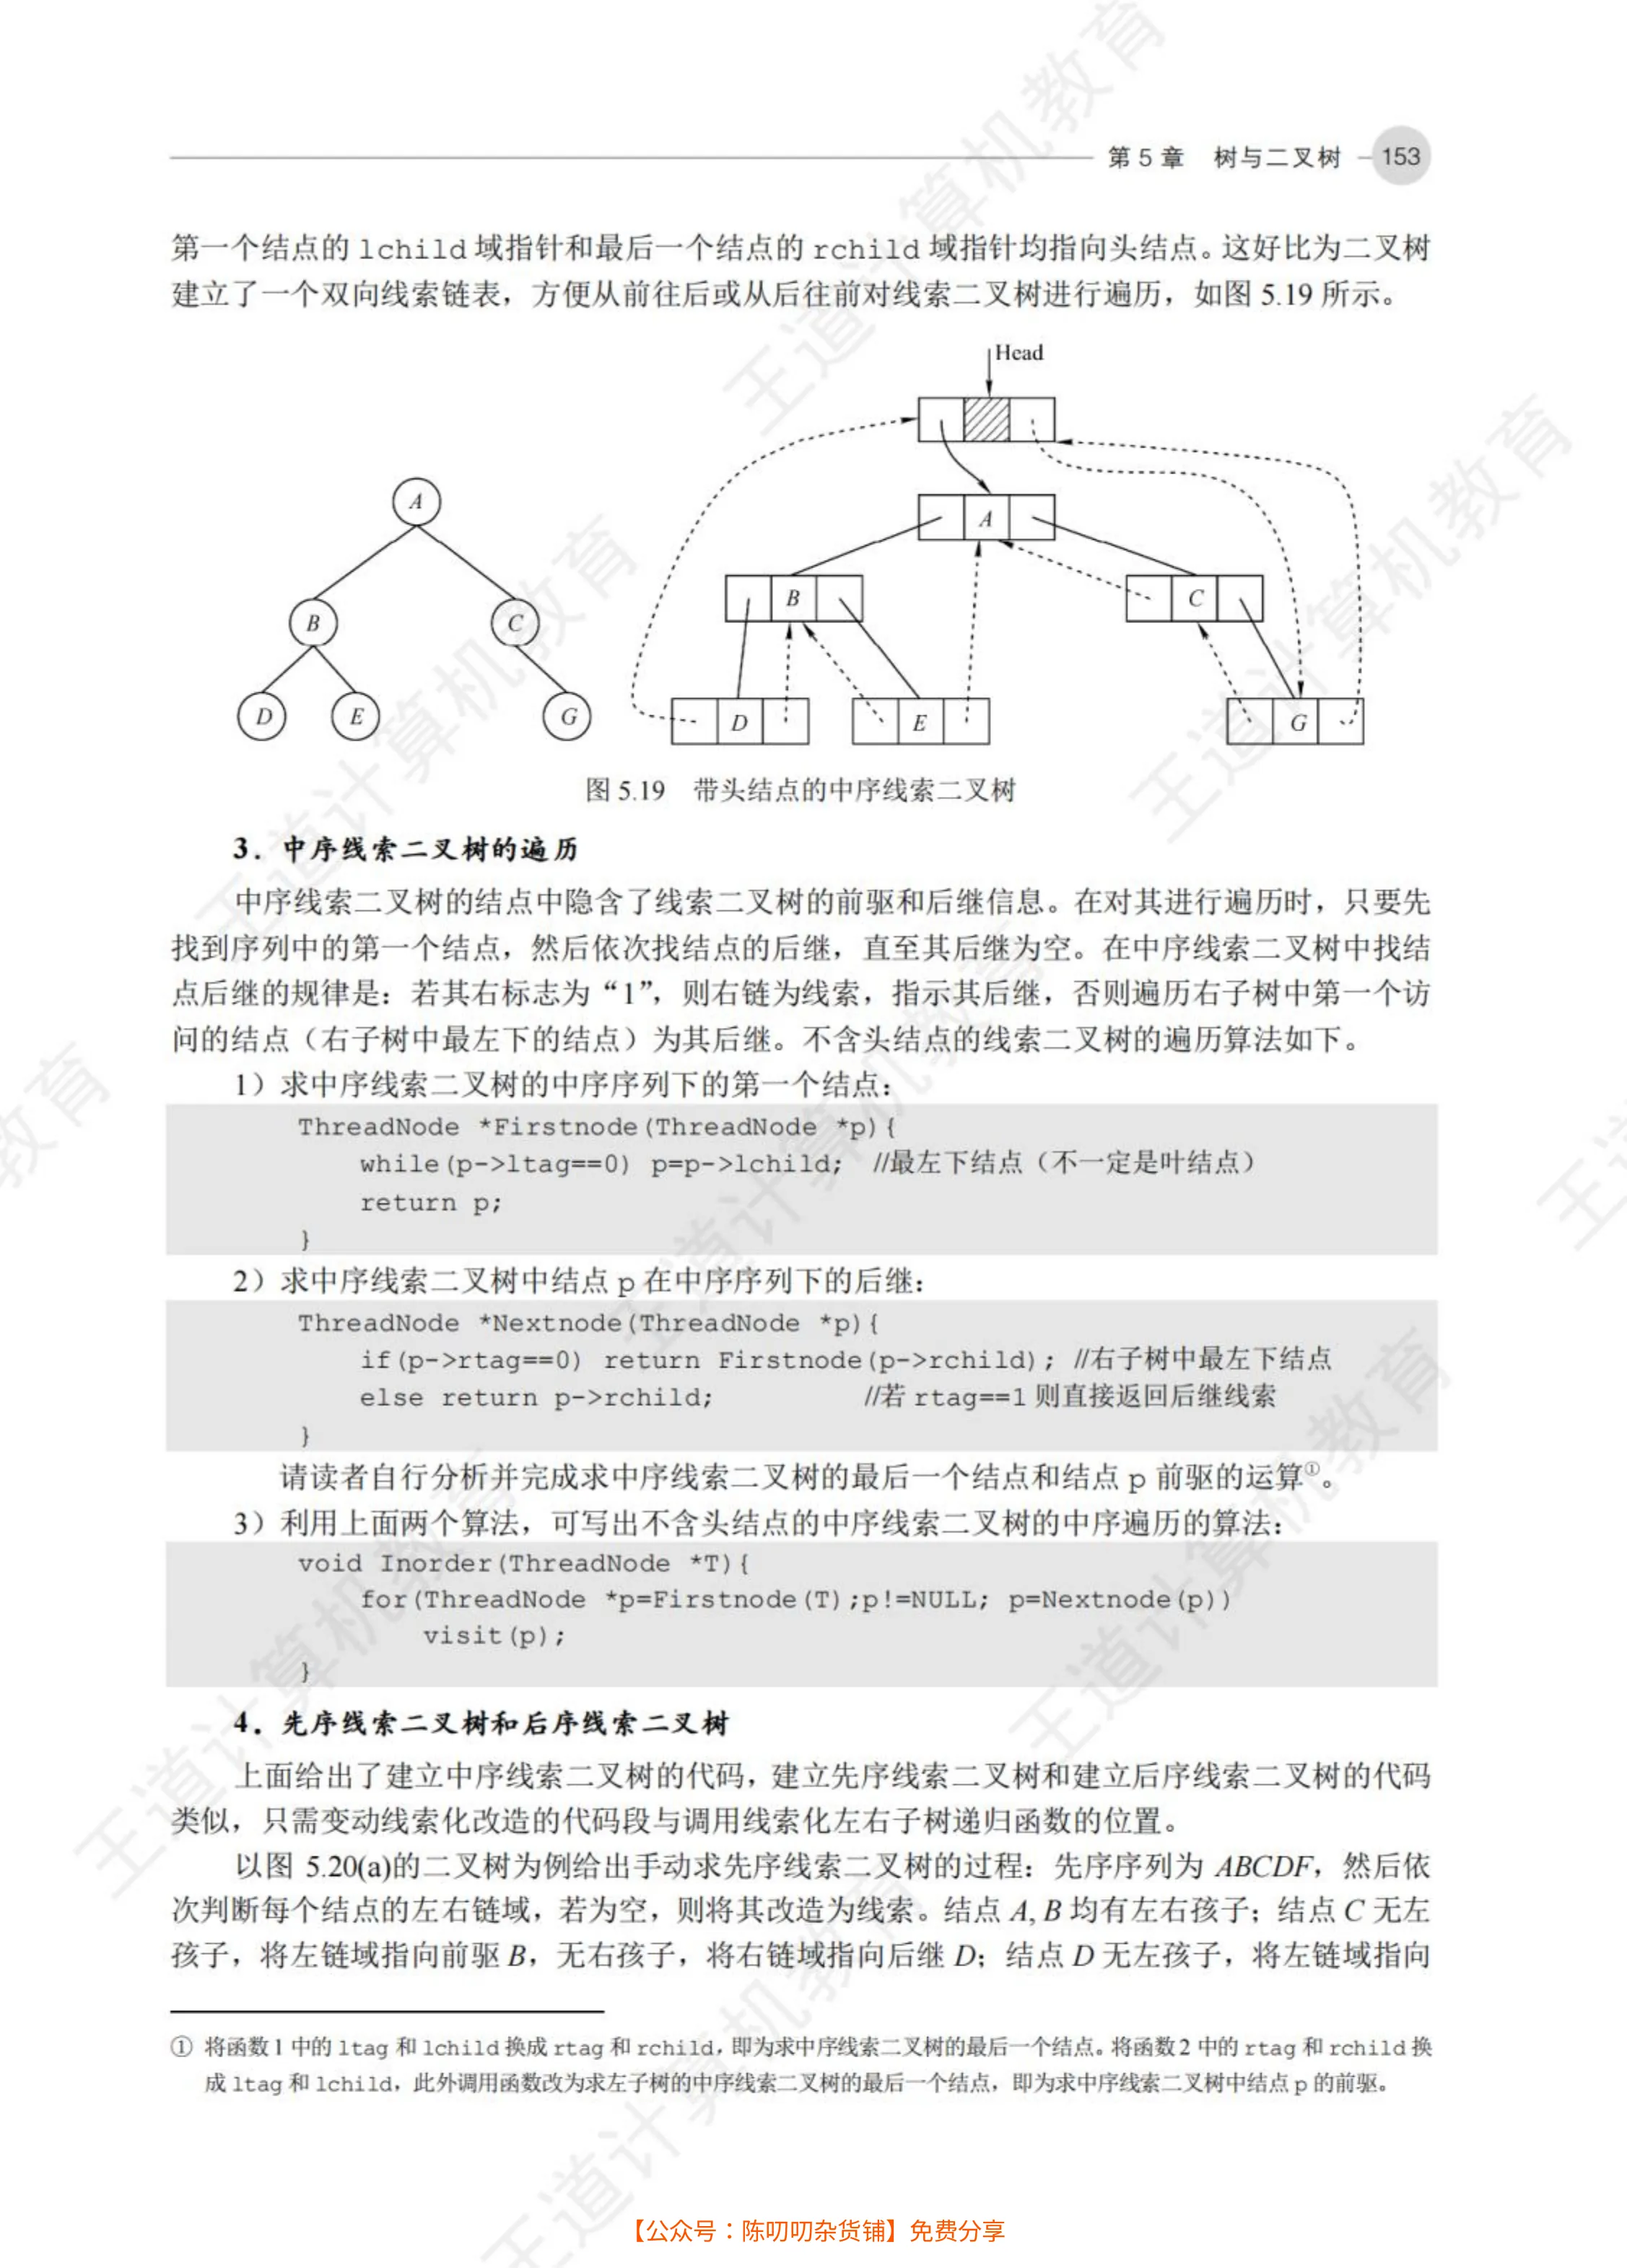 第 5 章 树与二叉树 153
第一个结点的 lchild 域指针和最后一个结点的 rchild 域指针均指向头结点。这好比为二叉树
建立了一个双向线索链表，方便从前往后或从后往前对线索二叉树进行遍历，如图 5.19 所示。
Head
A
A
B
C
B
C
D
E
G
D
E
G
图 5.19 带头结点的中序线索二叉树
3．中序线索二叉树的遍历
中序线索二叉树的结点中隐含了线索二叉树的前驱和后继信息。在对其进行遍历时，只要先
找到序列中的第一个结点，然后依次找结点的后继，直至其后继为空。在中序线索二叉树中找结
点后继的规律是：若其右标志为“1”，则右链为线索，指示其后继，否则遍历右子树中第一个访
问的结点（右子树中最左下的结点）为其后继。不含头结点的线索二叉树的遍历算法如下。
1）求中序线索二叉树的中序序列下的第一个结点：
ThreadNode *Firstnode(ThreadNode *p){
while(p->ltag==0) p=p->lchild; //最左下结点（不一定是叶结点）
return p;
}
2）求中序线索二叉树中结点 p 在中序序列下的后继：
ThreadNode *Nextnode(ThreadNode *p){
if(p->rtag==0) return Firstnode(p->rchild); //右子树中最左下结点
else return p->rchild; //若 rtag==1 则直接返回后继线索
}
请读者自行分析并完成求中序线索二叉树的最后一个结点和结点 p 前驱的运算①。
3）利用上面两个算法，可写出不含头结点的中序线索二叉树的中序遍历的算法：
void Inorder(ThreadNode *T){
for(ThreadNode *p=Firstnode(T);p!=NULL; p=Nextnode(p))
visit(p);
}
4．先序线索二叉树和后序线索二叉树
上面给出了建立中序线索二叉树的代码，建立先序线索二叉树和建立后序线索二叉树的代码
类似，只需变动线索化改造的代码段与调用线索化左右子树递归函数的位置。
以图 5.20(a)的二叉树为例给出手动求先序线索二叉树的过程：先序序列为 ABCDF，然后依
次判断每个结点的左右链域，若为空，则将其改造为线索。结点 A, B 均有左右孩子；结点 C 无左
孩子，将左链域指向前驱 B，无右孩子，将右链域指向后继 D；结点 D 无左孩子，将左链域指向
① 将函数 1 中的 ltag 和 lchild 换成 rtag 和 rchild，即为求中序线索二叉树的最后一个结点。将函数 2 中的 rtag 和 rchild 换
成 ltag 和 lchild，此外调用函数改为求左子树的中序线索二叉树的最后一个结点，即为求中序线索二叉树中结点 p 的前驱。
【公众号：陈叨叨杂货铺】免费分享
王道计算机教育